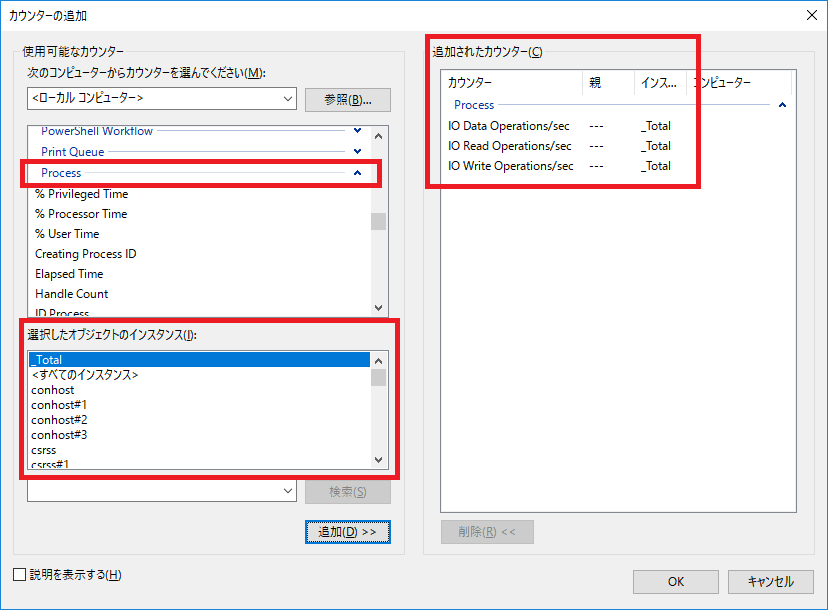 カウンターの追加
使用可能なカウンター
次のコンピューターからカウンターを選んでください(M):
<ローカル コンピューター>
参照(B)...
PowerShell Workflow
Print Queue
Process
% Privileged Time
% Processor Time
% User Time
Creating Process ID
Elapsed Time
Handle Count
ID Process
選択したオブジェクトのインスタンス(I):
_Total
<すべてのインスタンス>
conhost
conhost#1
conhost#2
conhost#3
csrss
csrss#1
検索(S)
追加(D) >>
説明を表示する(H)
追加されたカウンター(C)
カウンター 親 インス... コンピューター
Process
IO Data Operations/sec --- _Total
IO Read Operations/sec --- _Total
IO Write Operations/sec --- _Total
削除(R) <<
OK
キャンセル